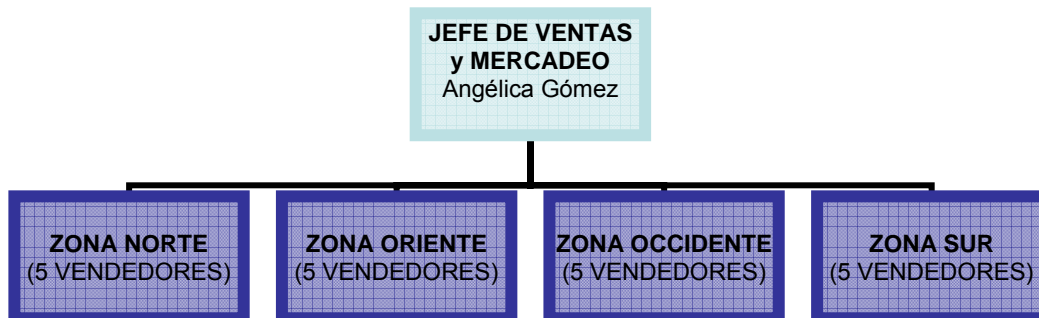 JEFE DE VENTAS
y MERCADEO
Angélica Gómez
ZONA NORTE
(5 VENDEDORES)
ZONA ORIENTE
(5 VENDEDORES)
ZONA OCCIDENTE
(5 VENDEDORES)
ZONA SUR
(5 VENDEDORES)